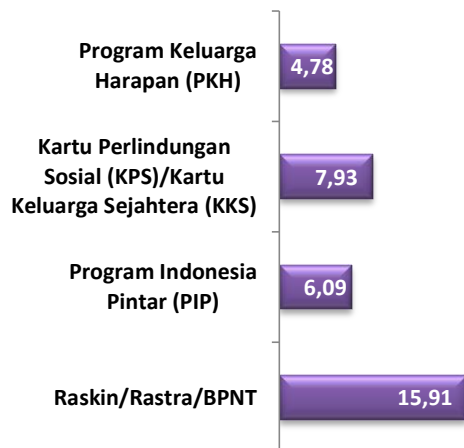 Program Keluarga
Harapan (PKH)
4,78
Kartu Perlindungan
Sosial (KPS)/Kartu
Keluarga Sejahtera (KKS)
7,93
Program Indonesia
Pintar (PIP)
6,09
Raskin/Rastra/BPNT
15,91